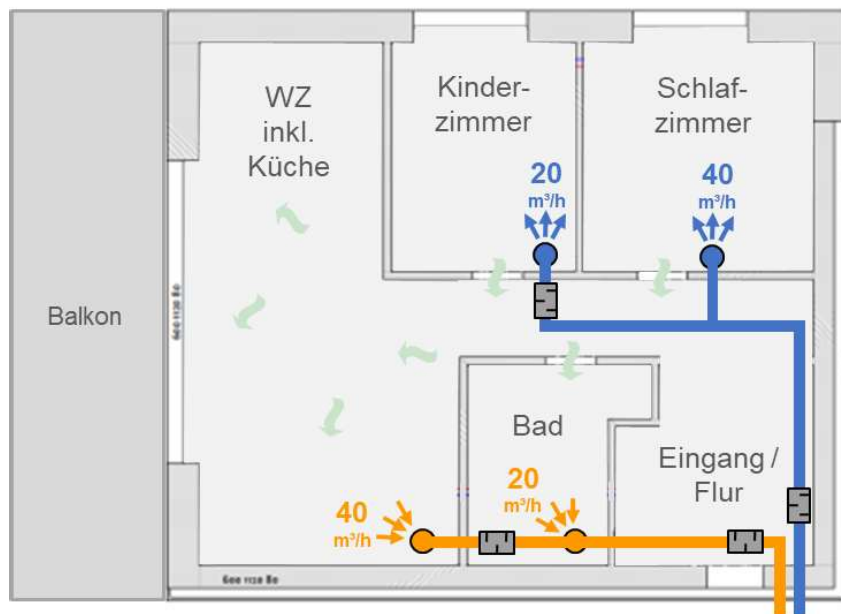 WZ
inkl.
Küche
Kinder-
zimmer
Schlaf-
zimmer
20
m³/h
40
m³/h
Balkon
Bad
Eingang /
Flur
40
m³/h
20
m³/h